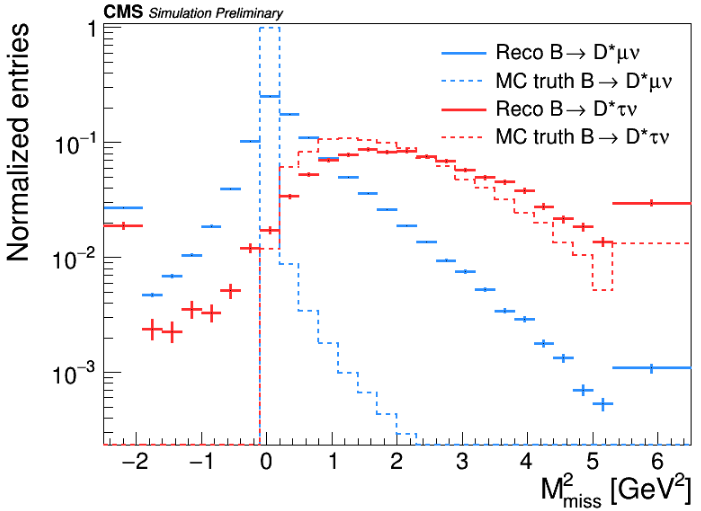 CMS Simulation Preliminary
Normalized entries
1
10⁻¹
10⁻²
10⁻³
Reco B → D*μν
MC truth B → D*μν
Reco B → D*τν
MC truth B → D*τν
−2 −1 0 1 2 3 4 5 6
M²miss [GeV²]